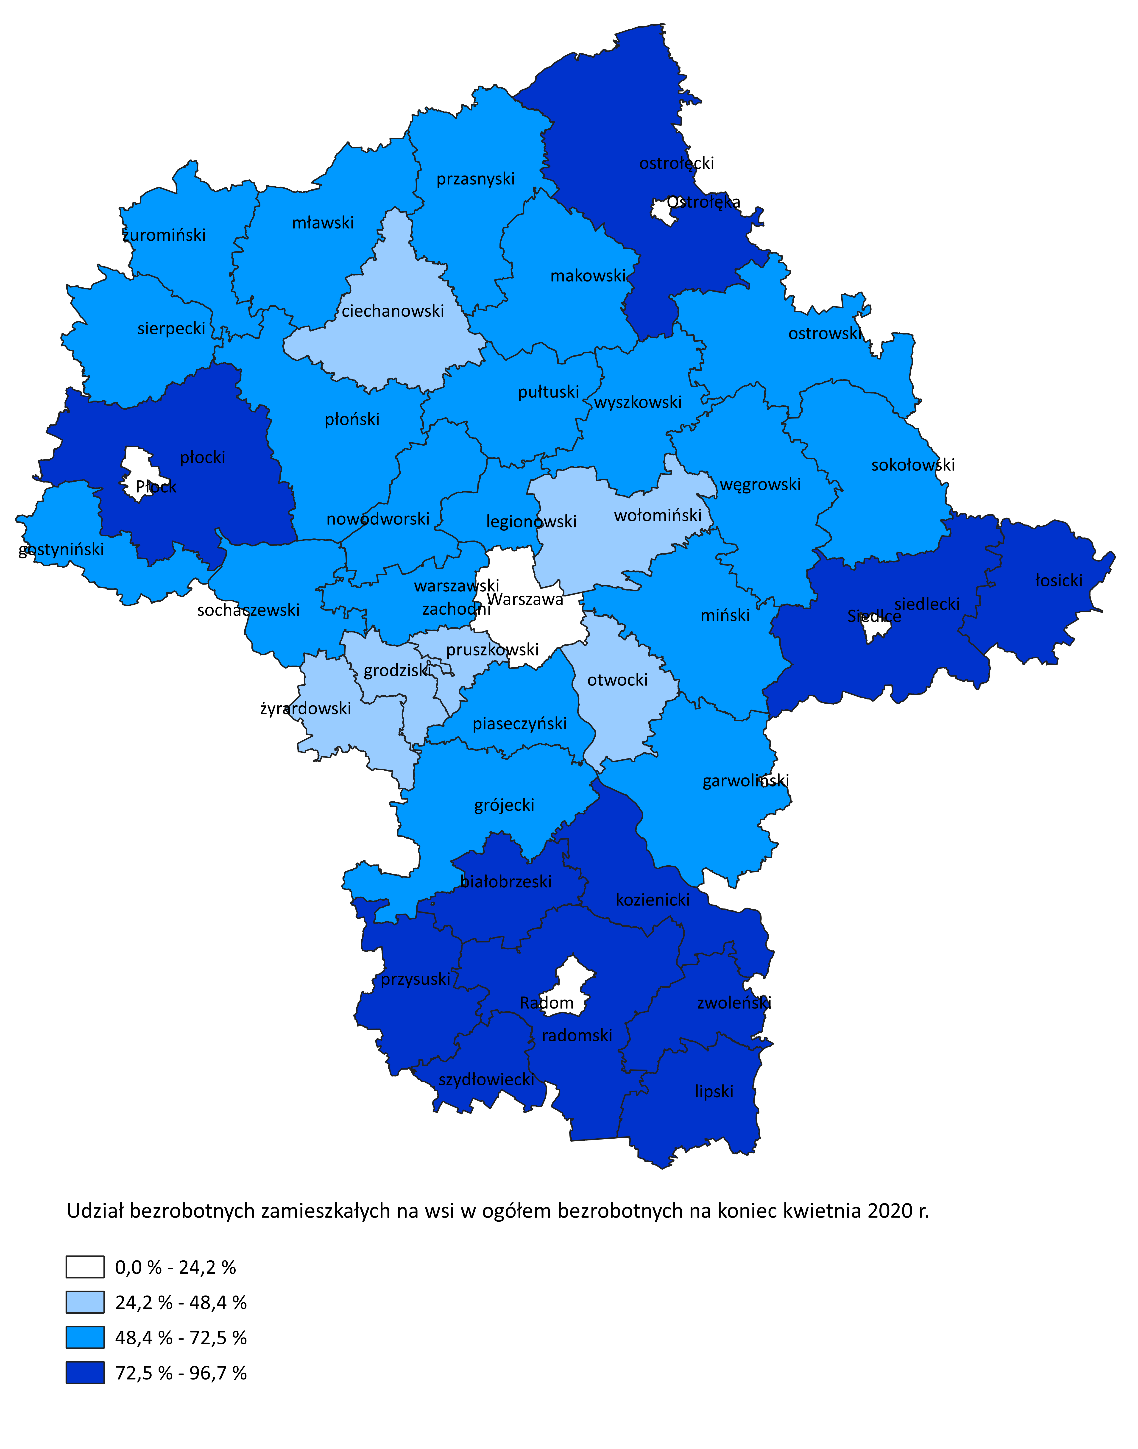 ostrołęcki
Ostrołęka
przasnyski
mławski
żuromiński
makowski
ciechanowski
sierpecki
ostrowski
pułtuski
wyszkowski
płoński
płocki
Płock
sokołowski
węgrowski
nowodworski
legionowski
wołomiński
gostyniński
warszawski
zachodni
Warszawa
sochaczewski
miński
Siedlce
siedlecki
łosicki
pruszkowski
grodziski
otwocki
żyrardowski
piaseczyński
garwoliński
grójecki
białobrzeski
kozienicki
przysuski
Radom
zwoleński
radomski
szydłowiecki
lipski
Udział bezrobotnych zamieszkałych na wsi w ogółem bezrobotnych na koniec kwietnia 2020 r.
0,0 % - 24,2 %
24,2 % - 48,4 %
48,4 % - 72,5 %
72,5 % - 96,7 %